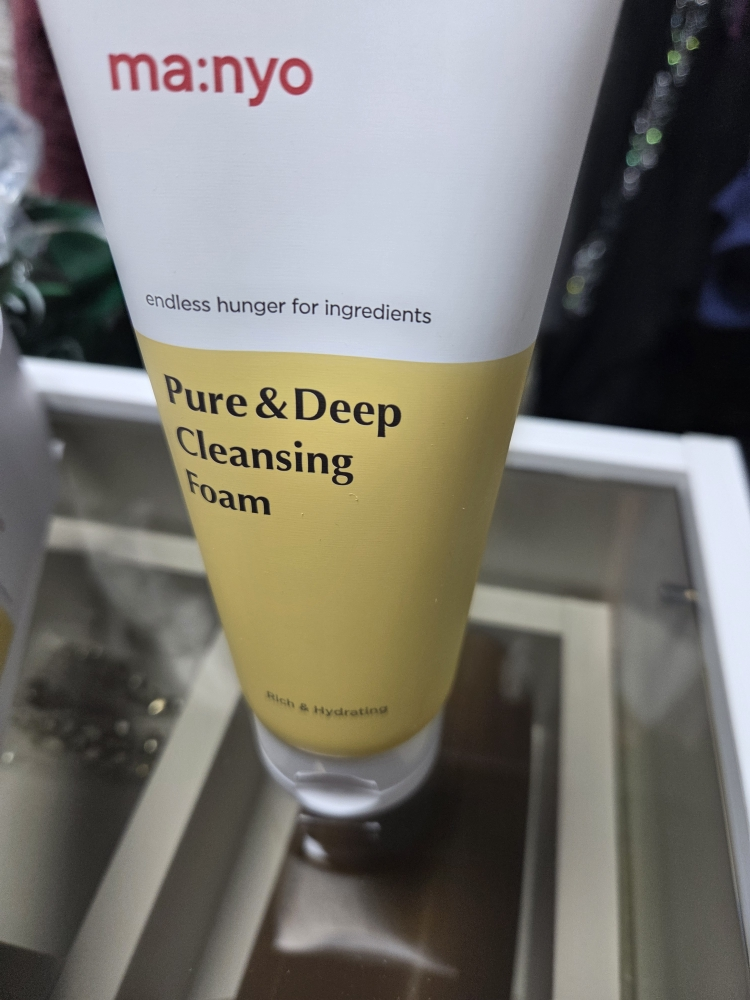 ma:nyo
endless hunger for ingredients
Pure & Deep
Cleansing
Foam
Rich & Hydrating